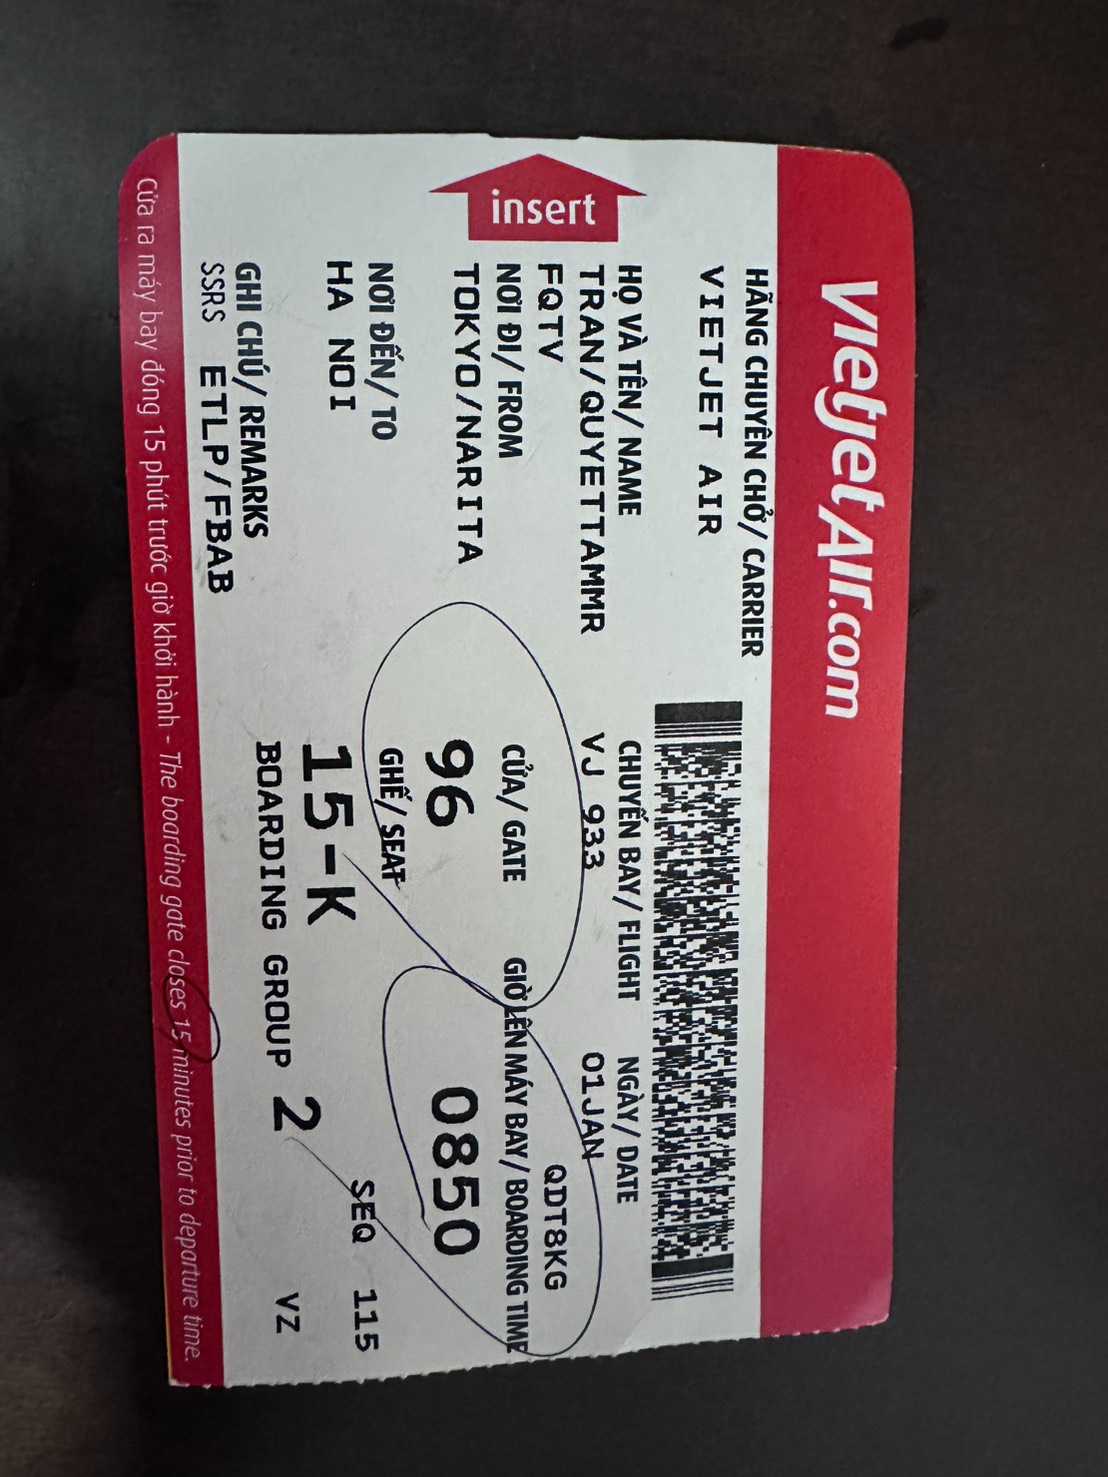 VietjetAir.com
insert
HÃNG CHUYÊN CHỞ/ CARRIER
VIETJET AIR
HỌ VÀ TÊN/ NAME
TRAN/QUYETTAMMR
FQTV
CHUYẾN BAY/ FLIGHT
VJ 933
NGÀY/ DATE
01JAN
QDT8KG
NƠI ĐI/ FROM
TOKYO/NARITA
CỬA/ GATE
96
GIỜ LÊN MÁY BAY/ BOARDING TIME
0850
NƠI ĐẾN/ TO
HA NOI
GHẾ/ SEAT
15-K
SEQ 115
GHI CHÚ/ REMARKS
SSRS ETLP/FBAB
BOARDING GROUP 2
VZ
Cửa ra máy bay đóng 15 phút trước giờ khởi hành - The boarding gate closes 15 minutes prior to departure time.